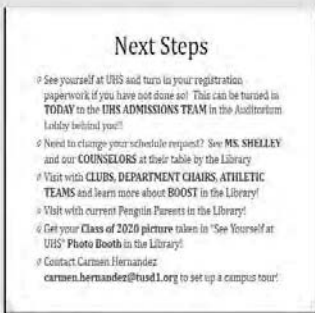 Next Steps
See yourself at UHS and turn in your registration
paperwork if you have not done so! This can be turned in
TODAY to the UHS ADMISSIONS TEAM in the Auditorium
Lobby behind you!!
Need to change your schedule request? See MS. SHELLEY
and our COUNSELORS at their table by the Library
Visit with CLUBS, DEPARTMENT CHAIRS, ATHLETIC
TEAMS and learn more about BOOST in the Library!
Visit with current Penguin Parents in the Library!
Get your Class of 2020 picture taken in "See Yourself at
UHS" Photo Booth in the Library!
Contact Carmen Hernandez
carmen.hernandez@tusd1.org to set up a campus tour!